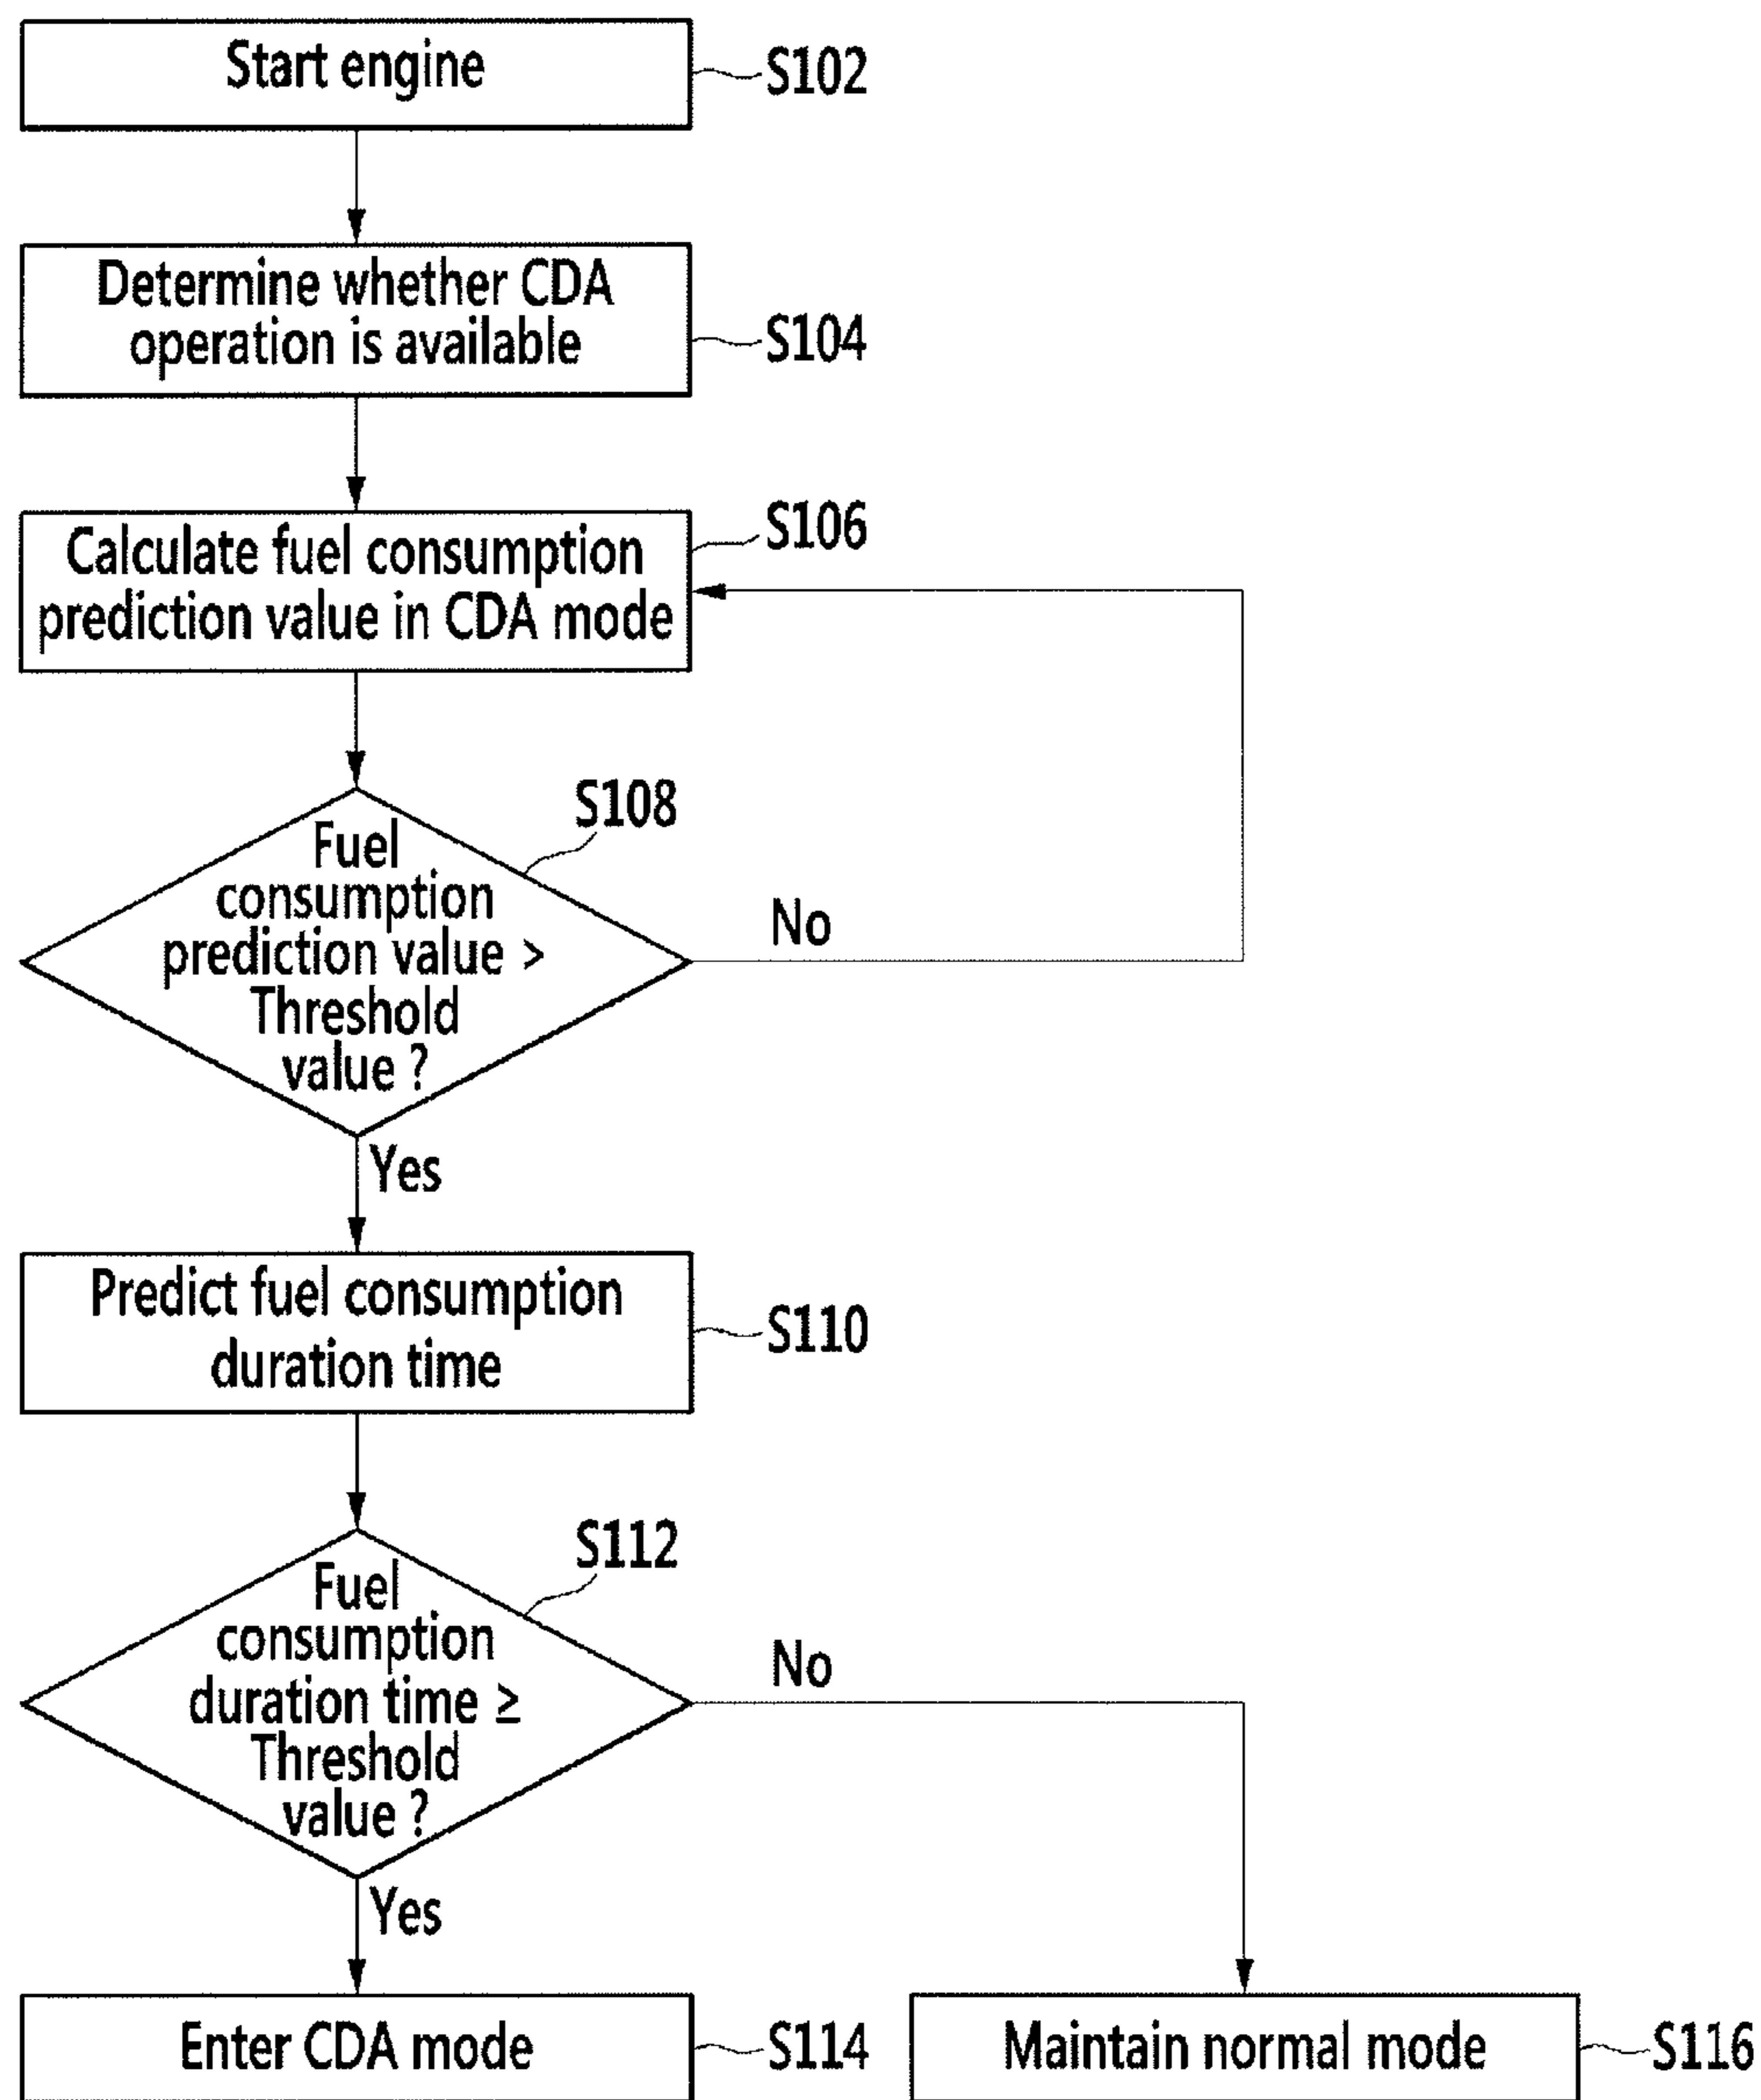 Start engine
S102
Determine whether CDA
operation is available
S104
Calculate fuel consumption
prediction value in CDA mode
S106
Fuel
consumption
prediction value >
Threshold
value ?
S108
No
Yes
Predict fuel consumption
duration time
S110
Fuel
consumption
duration time ≥
Threshold
value ?
S112
No
Yes
Enter CDA mode
S114
Maintain normal mode
S116